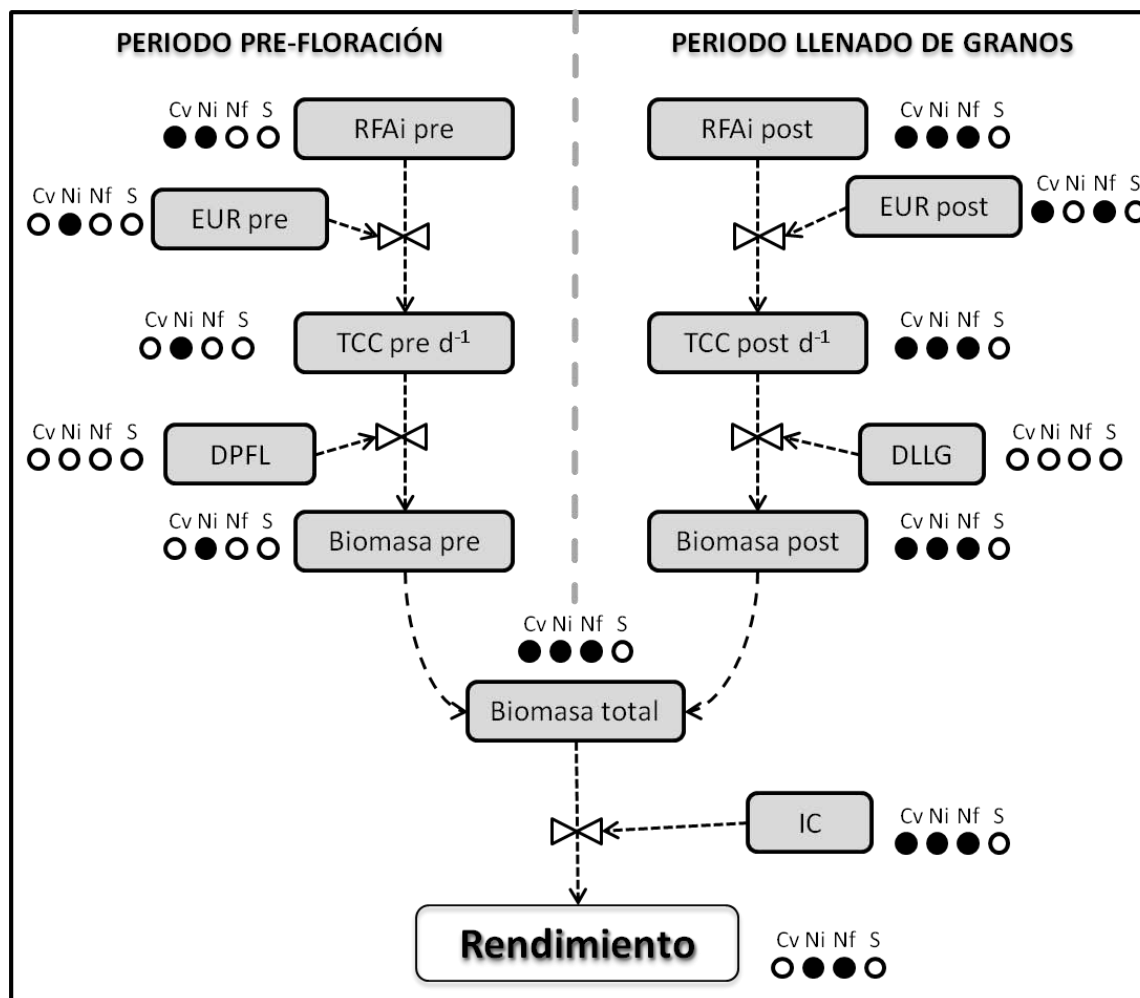 PERIODO PRE-FLORACIÓN
Cv Ni Nf S
RFAi pre
Cv Ni Nf S
EUR pre
Cv Ni Nf S
TCC pre d-1
Cv Ni Nf S
DPFL
Cv Ni Nf S
Biomasa pre
PERIODO LLENADO DE GRANOS
RFAi post
Cv Ni Nf S
EUR post
Cv Ni Nf S
TCC post d-1
Cv Ni Nf S
DLLG
Cv Ni Nf S
Biomasa post
Cv Ni Nf S
Cv Ni Nf S
Biomasa total
IC
Cv Ni Nf S
Rendimiento
Cv Ni Nf S